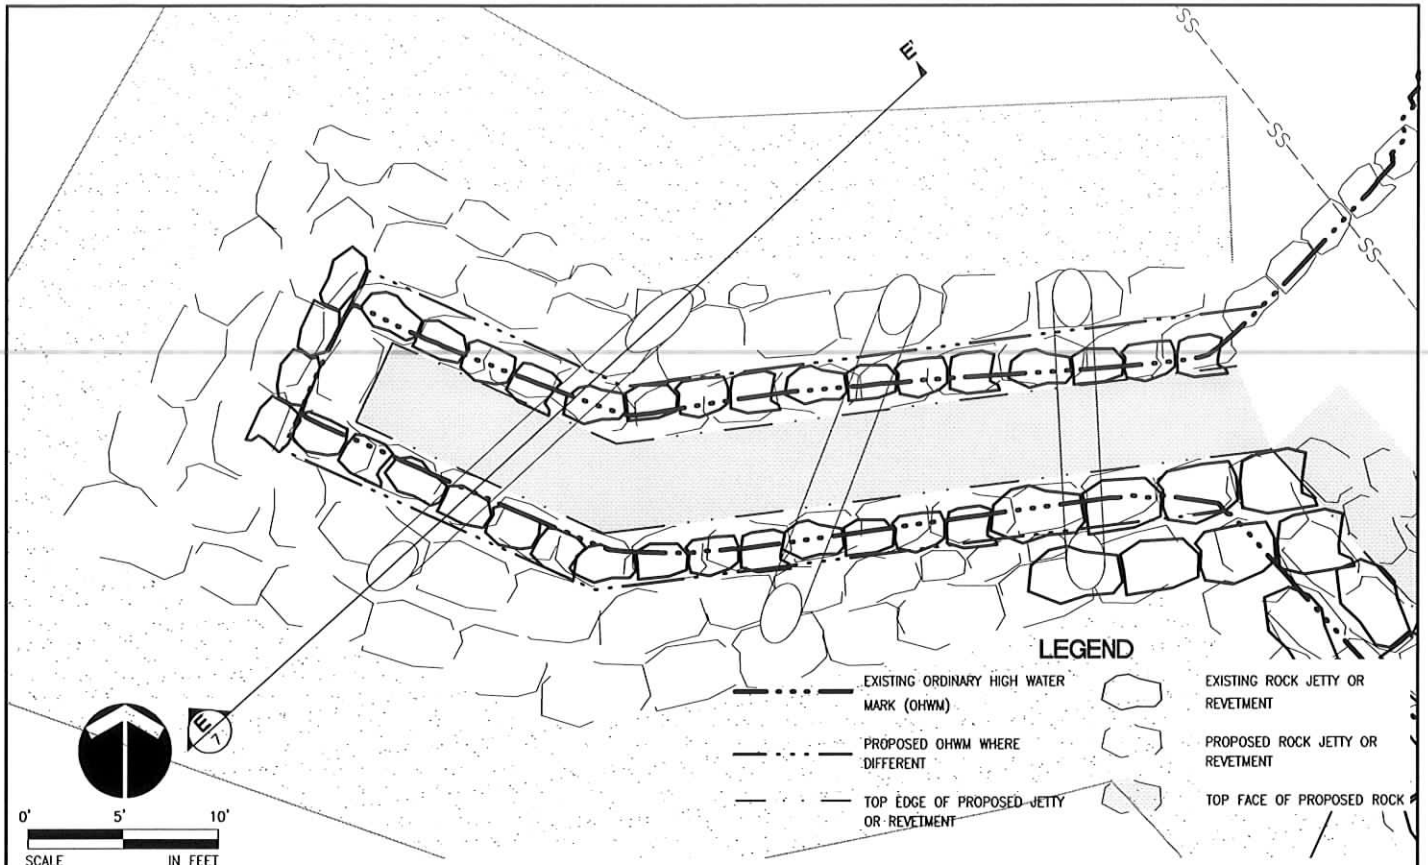 SS
E'
SS
SS
LEGEND
EXISTING ORDINARY HIGH WATER
MARK (OHWM)
EXISTING ROCK JETTY OR
REVETMENT
PROPOSED OHWM WHERE
DIFFERENT
PROPOSED ROCK JETTY OR
REVETMENT
TOP EDGE OF PROPOSED JETTY
OR REVETMENT
TOP FACE OF PROPOSED ROCK
E
7
0' 5' 10'
SCALE IN FEET